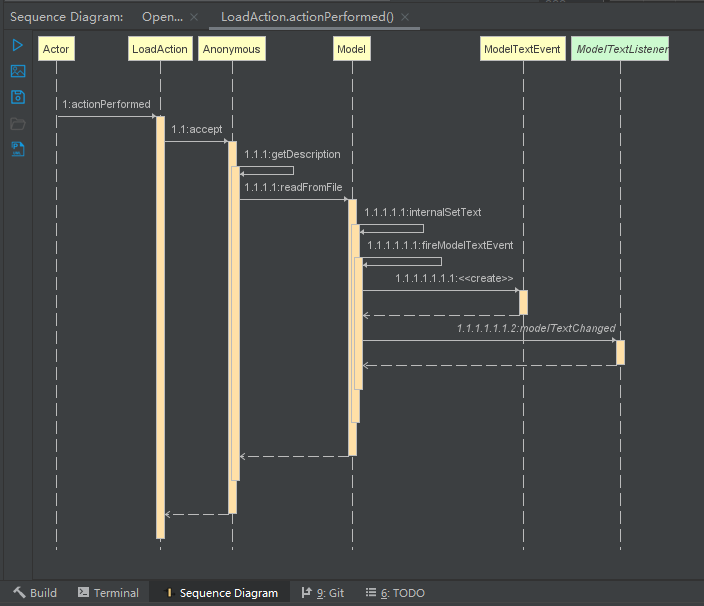 Sequence Diagram: Open... × LoadAction.actionPerformed() ×
Actor LoadAction Anonymous Model ModelTextEvent ModelTextListener
1:actionPerformed
1.1:accept
1.1.1:getDescription
1.1.1.1:readFromFile
1.1.1.1.1:internalSetText
1.1.1.1.1.1:fireModelTextEvent
1.1.1.1.1.1.1:<<create>>
1.1.1.1.1.1.2:modelTextChanged
Build Terminal Sequence Diagram 9: Git 6: TODO